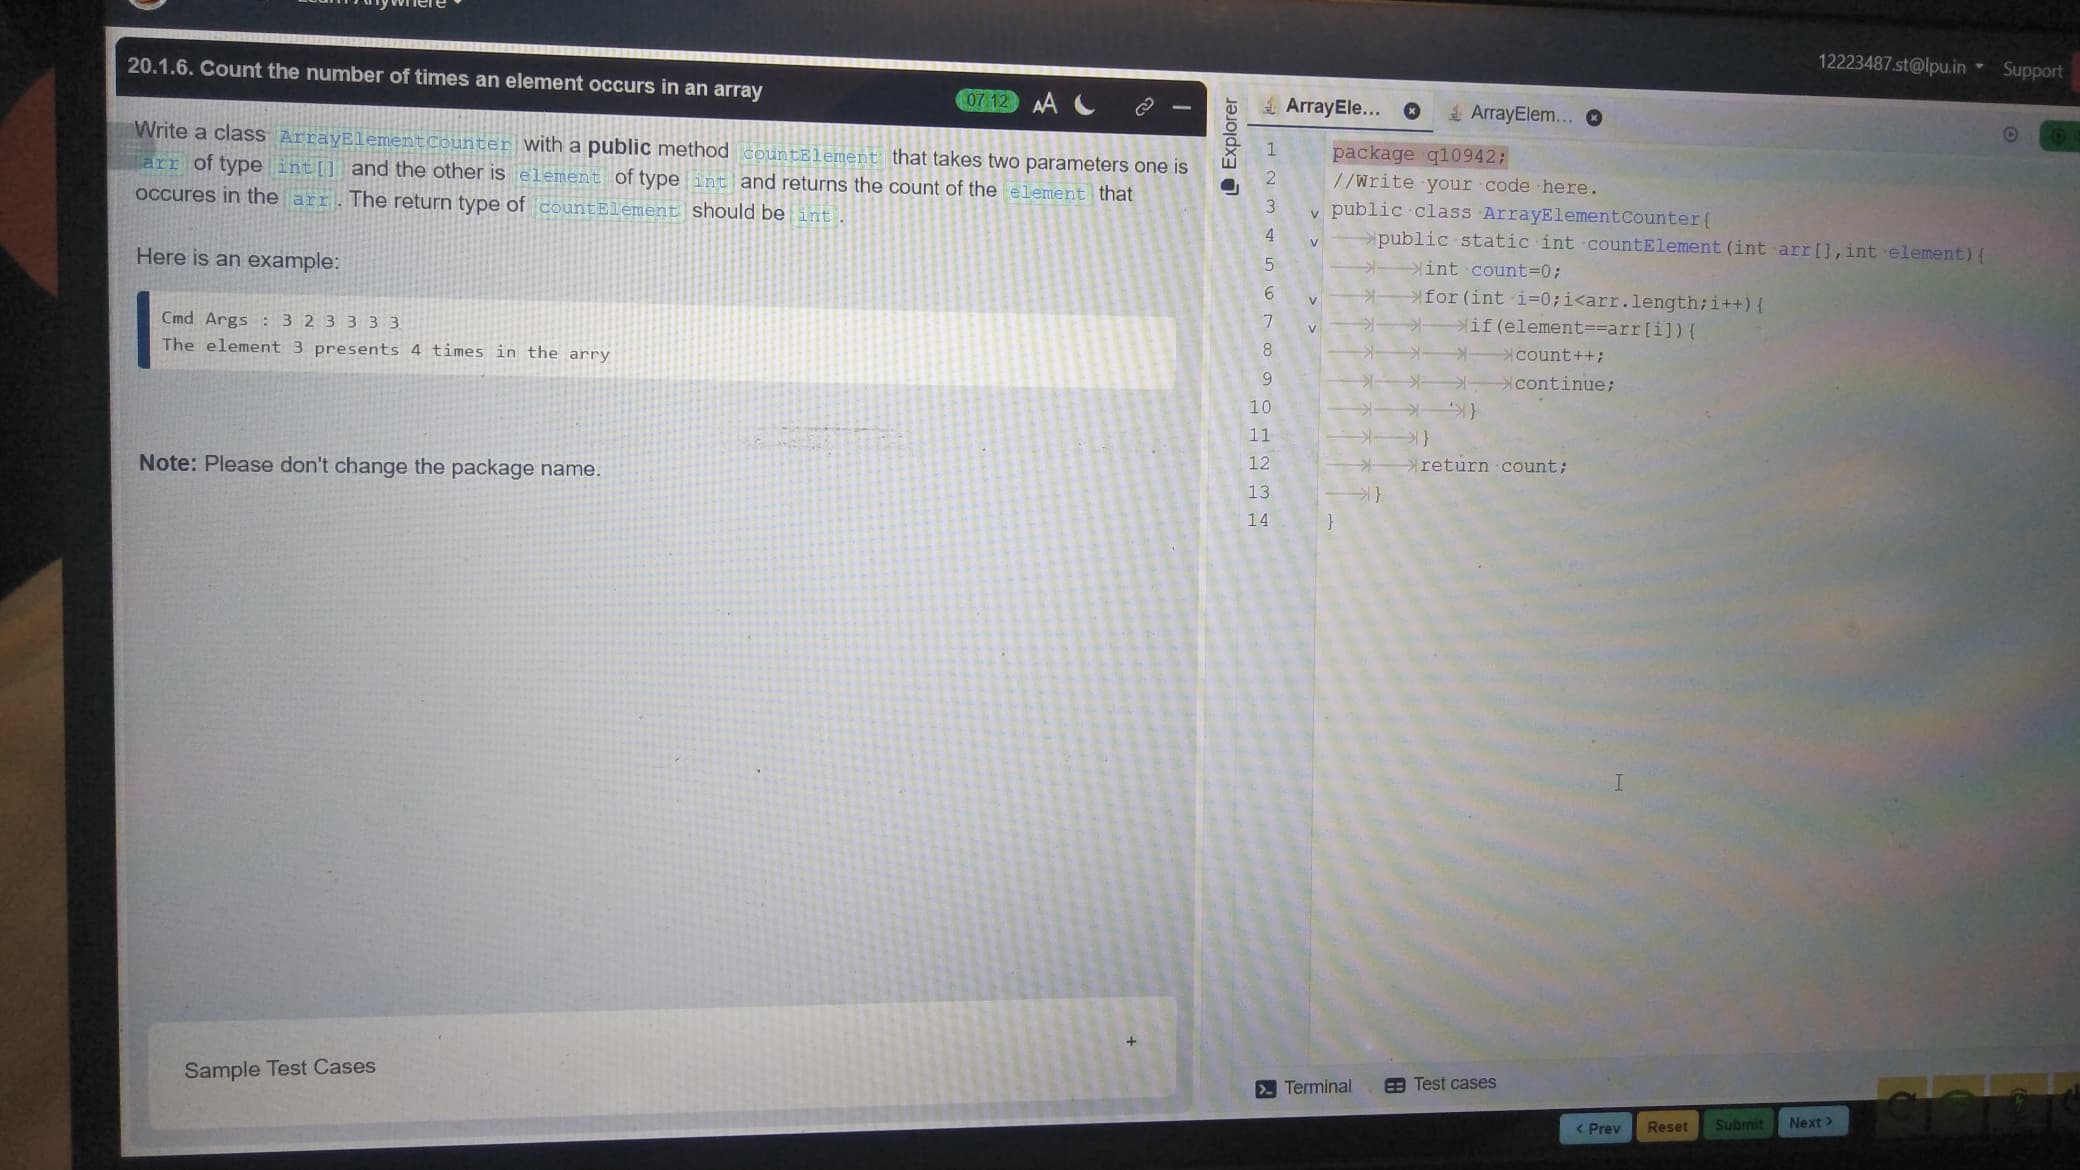 12223487.st@lpu.in
Support
20.1.6. Count the number of times an element occurs in an array
07:12
AA
Write a class ArrayElementCounter with a public method countElement that takes two parameters one is
arr of type int[] and the other is element of type int and returns the count of the element that
occures in the arr. The return type of countElement should be int.
Here is an example:
Cmd Args : 3 2 3 3 3 3
The element 3 presents 4 times in the arry
Note: Please don't change the package name.
Sample Test Cases
+
Explorer
ArrayEle...
ArrayElem...
1 package q10942;
2 //Write your code here.
3 public class ArrayElementCounter{
4 public static int countElement(int arr[],int element){
5 int count=0;
6 for(int i=0;i<arr.length;i++){
7 if(element==arr[i]){
8 count++;
9 continue;
10 }
11 }
12 return count;
13 }
14 }
Terminal
Test cases
< Prev
Reset
Submit
Next >